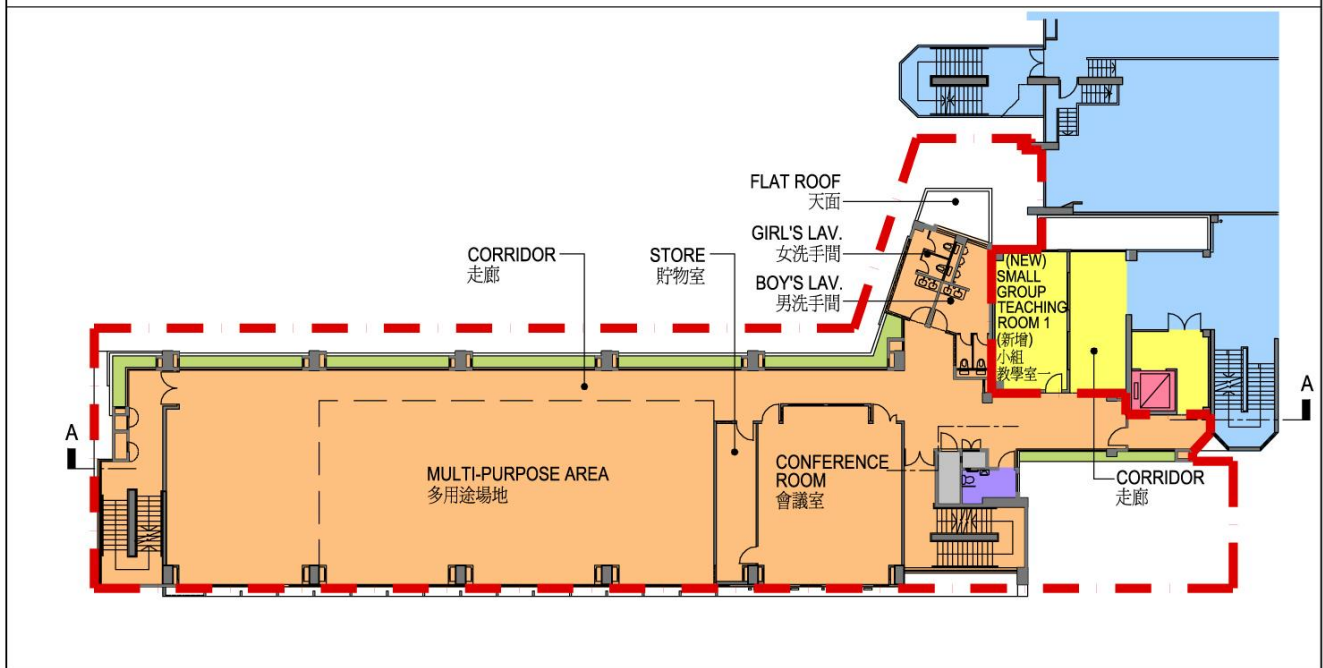 FLAT ROOF
天面
GIRL'S LAV.
女洗手間
BOY'S LAV.
男洗手間
CORRIDOR
走廊
STORE
貯物室
(NEW)
SMALL
GROUP
TEACHING
ROOM 1
(新增)
小組
教學室一
A
A
MULTI-PURPOSE AREA
多用途場地
CONFERENCE
ROOM
會議室
CORRIDOR
走廊